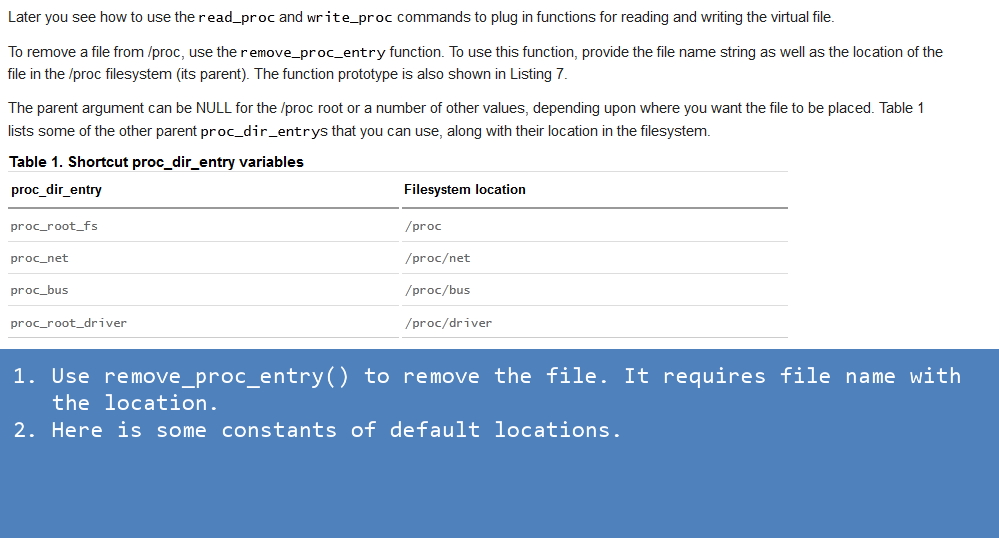 Later you see how to use the read_proc and write_proc commands to plug in functions for reading and writing the virtual file.
To remove a file from /proc, use the remove_proc_entry function. To use this function, provide the file name string as well as the location of the
file in the /proc filesystem (its parent). The function prototype is also shown in Listing 7.
The parent argument can be NULL for the /proc root or a number of other values, depending upon where you want the file to be placed. Table 1
lists some of the other parent proc_dir_entrys that you can use, along with their location in the filesystem.
Table 1. Shortcut proc_dir_entry variables
proc_dir_entry Filesystem location
proc_root_fs /proc
proc_net /proc/net
proc_bus /proc/bus
proc_root_driver /proc/driver
1. Use remove_proc_entry() to remove the file. It requires file name with
the location.
2. Here is some constants of default locations.